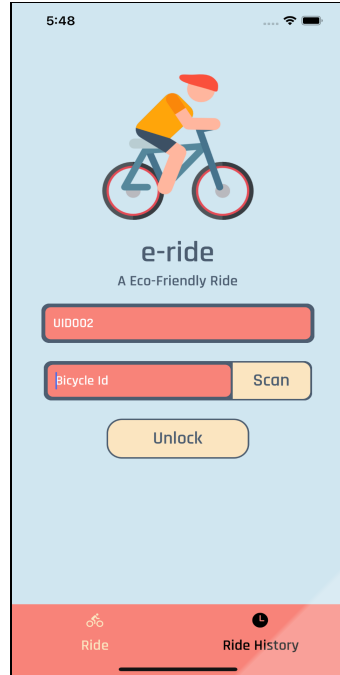 5:48
e-ride
A Eco-Friendly Ride
UID002
Bicycle Id
Scan
Unlock
Ride
Ride History